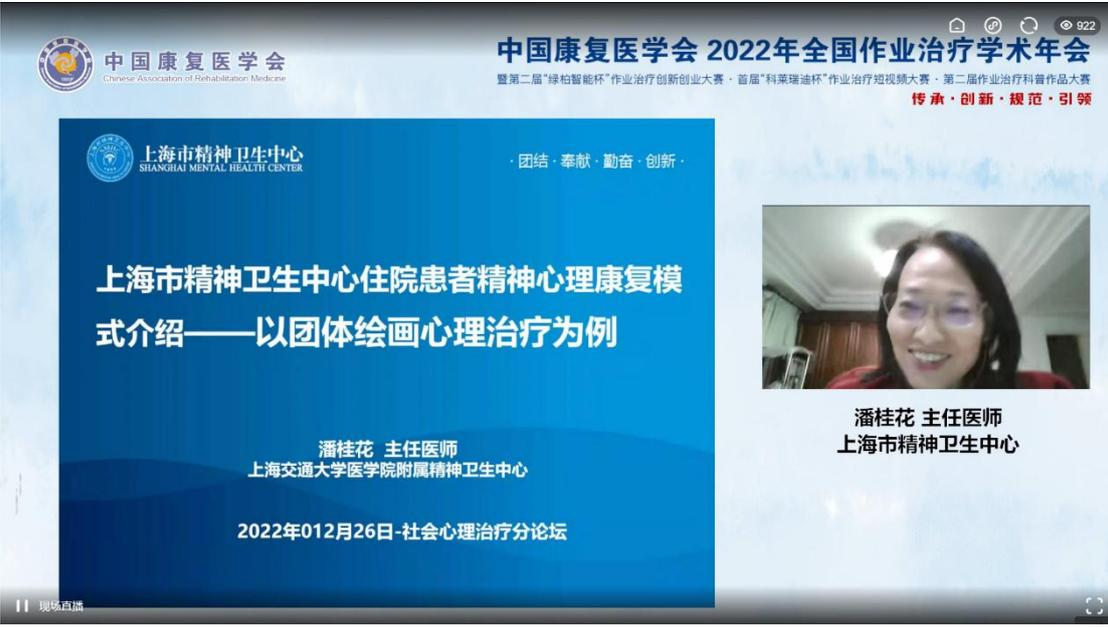 922
中国康复医学会
Chinese Association of Rehabilitation Medicine
中国康复医学会 2022年全国作业治疗学术年会
暨第二届“绿柏智能杯”作业治疗创新创业大赛·首届“科莱瑞迪杯”作业治疗短视频大赛·第二届作业治疗科普作品大赛
传承·创新·规范·引领
上海市精神卫生中心
SHANGHAI MENTAL HEALTH CENTER
·团结·奉献·勤奋·创新·
上海市精神卫生中心住院患者精神心理康复模
式介绍——以团体绘画心理治疗为例
潘桂花 主任医师
上海交通大学医学院附属精神卫生中心
2022年012月26日-社会心理治疗分论坛
潘桂花 主任医师
上海市精神卫生中心
现场直播